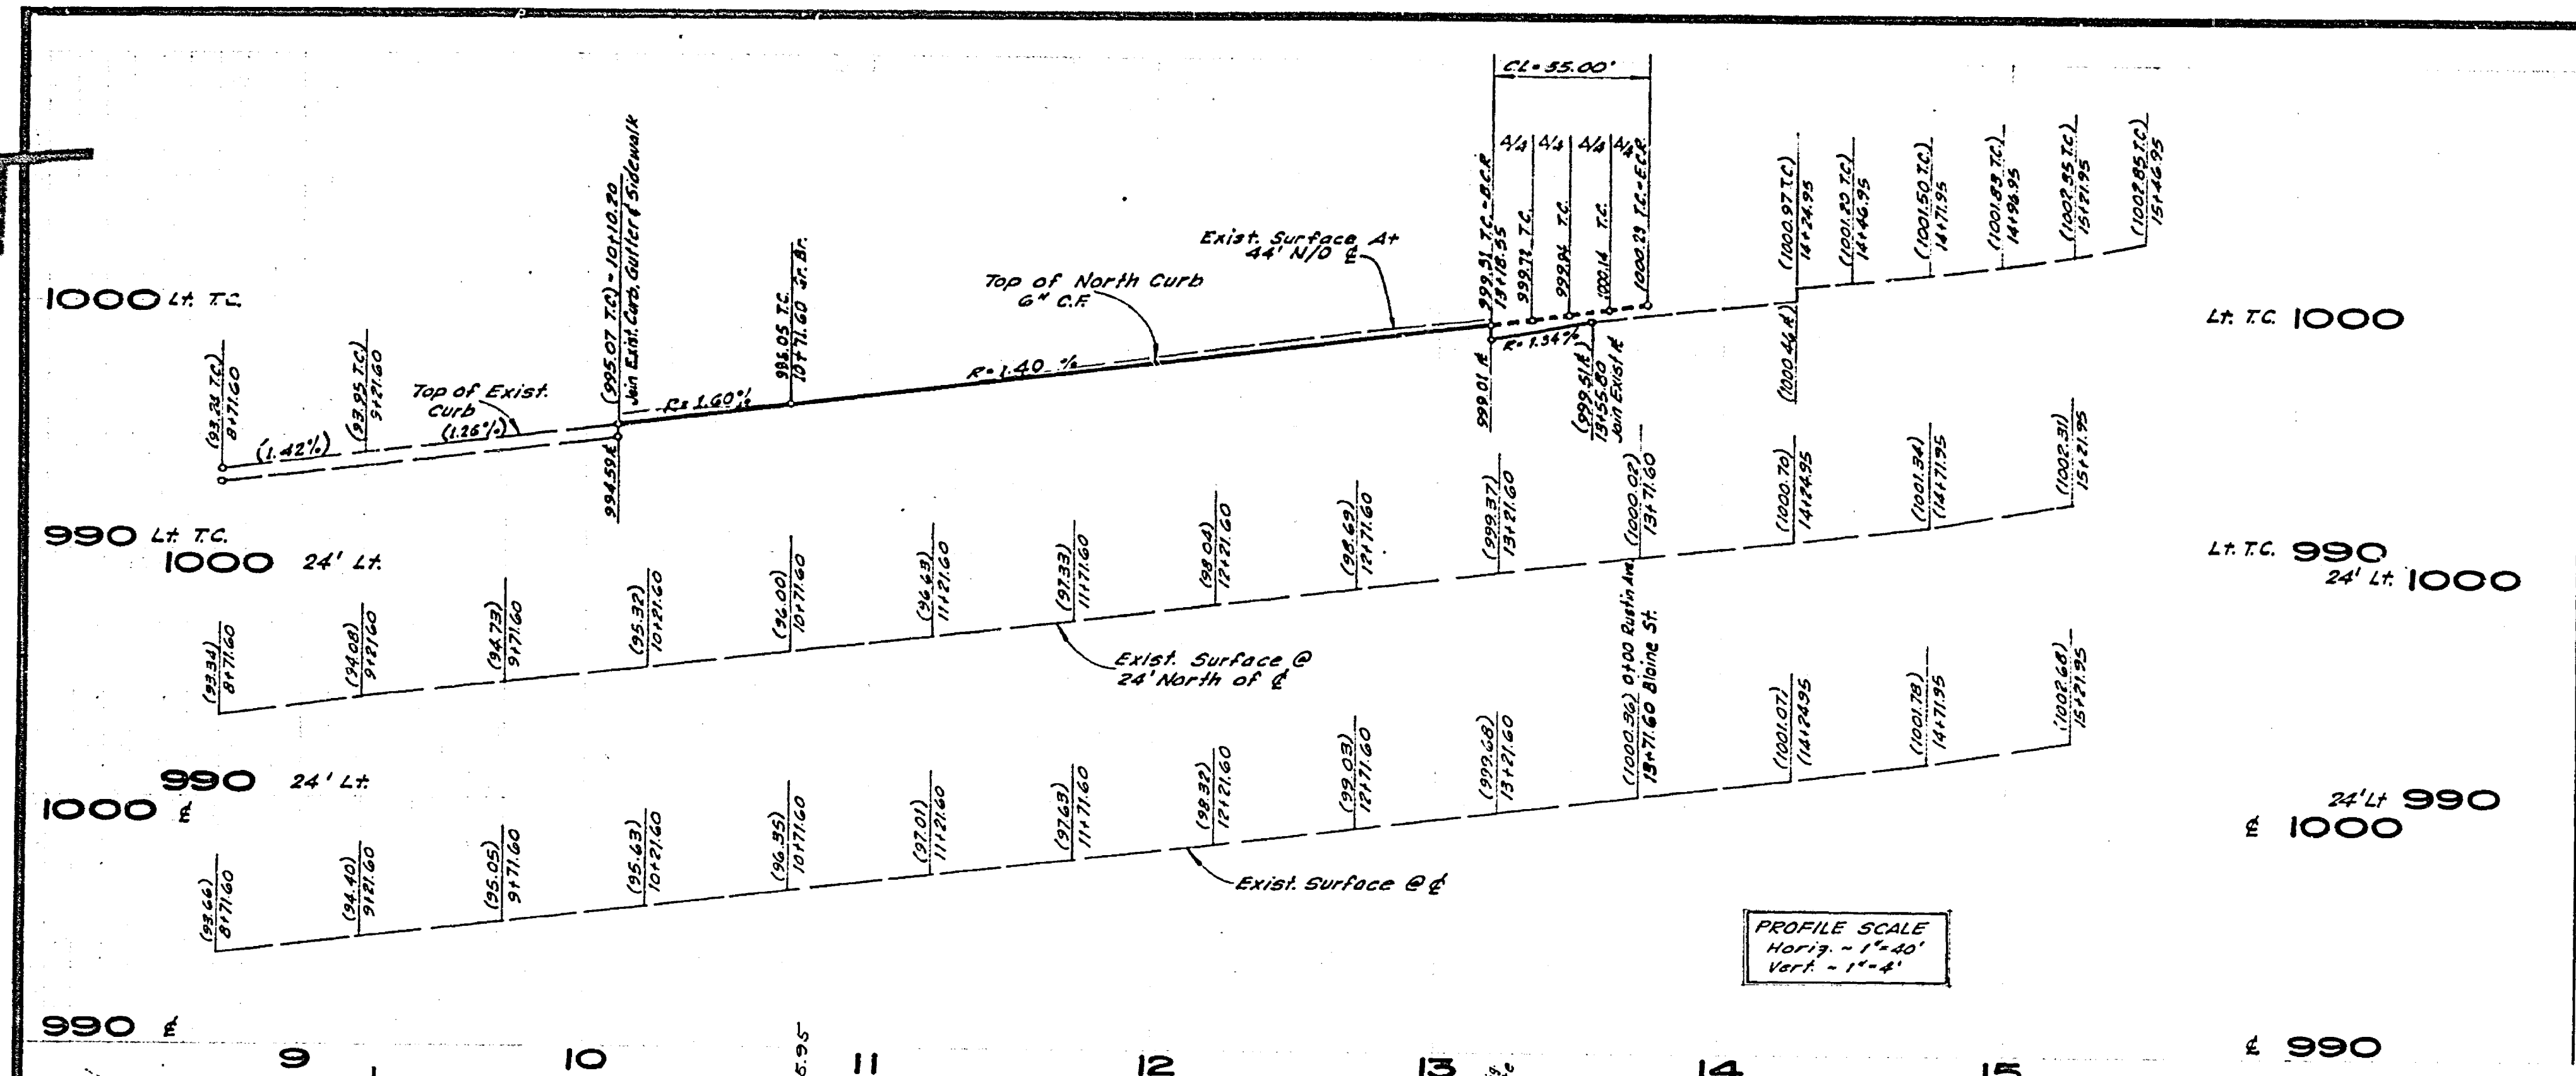 CL=55.00'
Δ/4 Δ/4 Δ/4 Δ/4
1000 Lt. T.C.
(93.23 T.C.)
8+71.60
(93.95 T.C.)
9+21.60
(1.42%)
Top of Exist.
Curb
(1.26%)
(995.07 T.C.) = 10+10.20
Join Exist. Curb, Gutter & Sidewalk
994.59 ℄
R= 1.60%
996.05 T.C.
10+71.60 Gr. Br.
R= 1.40 %
Top of North Curb
6" C.F.
Exist. Surface At
44' N/O ℄
999.51 T.C. = B.C.R.
13+18.55
999.72 T.C.
999.94 T.C.
1000.14 T.C.
1000.29 T.C. = E.C.R.
R= 1.34%
999.01
(999.51
13+55.80
Join Exist
(1000.97 T.C.)
14+24.95
(1000.46
(1001.20 T.C.)
14+46.95
(1001.50 T.C.)
14+71.95
(1001.83 T.C.)
14+96.95
(1002.35 T.C.)
15+21.95
(1002.85 T.C.)
15+46.95
Lt. T.C. 1000
990 Lt. T.C.
1000 24' Lt.
(93.34)
8+71.60
(94.08)
9+21.60
(94.73)
9+71.60
(95.32)
10+21.60
(96.00)
10+71.60
(96.63)
11+21.60
(97.33)
11+71.60
(98.04)
12+21.60
(98.69)
12+71.60
(999.37)
13+21.60
(1000.02)
13+71.60
(1000.70)
14+24.95
(1001.34)
(14+71.95
(1002.31)
15+21.95
Exist. Surface @
24' North of ℄
Lt. T.C. 990
24' Lt. 1000
990 24' Lt.
1000 ℄
(93.66)
8+71.60
(94.40)
9+21.60
(95.05)
9+71.60
(95.63)
10+21.60
(96.35)
10+71.60
(97.01)
11+21.60
(97.63)
11+71.60
(98.32)
12+21.60
(99.03)
12+71.60
(999.68)
13+21.60
(1000.36) 0+00 Rustin Ave.
13+71.60 Blaine St.
(1001.07)
(14+24.95
(1001.78)
14+71.95
(1002.68)
15+21.95
Exist. Surface @ ℄
24' Lt 990
℄ 1000
PROFILE SCALE
Horiz. ~ 1"=40'
Vert. ~ 1"=4'
990 ℄
℄ 990
9 10 11 12 13 14 15